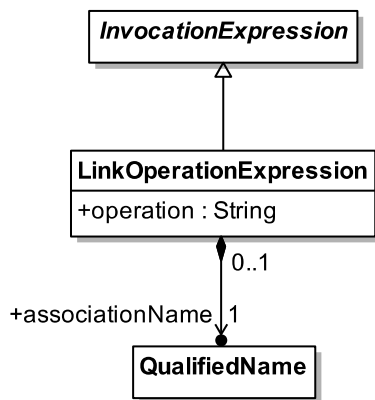 InvocationExpression
LinkOperationExpression
+operation : String
0..1
+associationName 1
QualifiedName